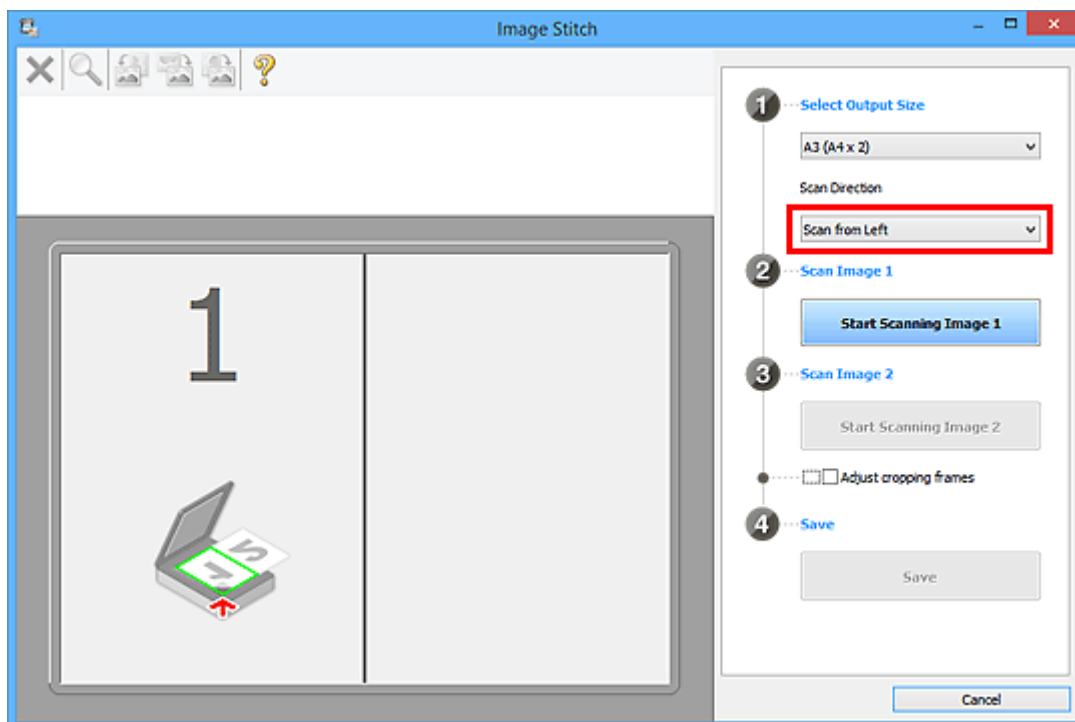 Image Stitch
1 Select Output Size
A3 (A4 x 2)
Scan Direction
Scan from Left
2 Scan Image 1
Start Scanning Image 1
3 Scan Image 2
Start Scanning Image 2
Adjust cropping frames
4 Save
Save
Cancel
1
1 2